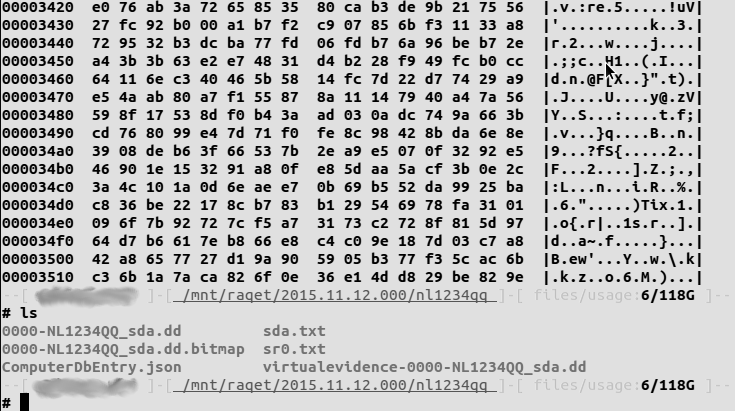 00003420  e0 76 ab 3a 72 65 85 35  80 ca b3 de 9b 21 75 56  |.v.:re.5.....!uV|
00003430  27 fc 92 b0 00 a1 b7 f2  c9 07 85 6b f3 11 33 a8  |'..........k..3.|
00003440  72 95 32 b3 dc ba 77 fd  06 fd b7 6a 96 be b7 2e  |r.2...w....j....|
00003450  a4 3b 3b 63 e2 e7 48 31  d4 b2 28 f9 49 fc b0 cc  |.;;c..H1..(.I...|
00003460  64 11 6e c3 40 46 5b 58  14 fc 7d 22 d7 74 29 a9  |d.n.@F[X..}".t).|
00003470  e5 4a ab 80 a7 f1 55 87  8a 11 14 79 40 a4 7a 56  |.J....U....y@.zV|
00003480  59 8f 17 53 8d f0 b4 3a  ad 03 0a dc 74 9a 66 3b  |Y..S...:....t.f;|
00003490  cd 76 80 99 e4 7d 71 f0  fe 8c 98 42 8b da 6e 8e  |.v...}q....B..n.|
000034a0  39 08 de b6 3f 66 53 7b  2e a9 e5 07 0f 32 92 e5  |9...?fS{.....2..|
000034b0  46 90 1e 15 32 91 a8 0f  e8 5d aa 5a cf 3b 0e 2c  |F...2....].Z.;.,|
000034c0  3a 4c 10 1a 0d 6e ae e7  0b 69 b5 52 da 99 25 ba  |:L...n...i.R..%.|
000034d0  c8 36 be 22 17 8c b7 83  b1 29 54 69 78 fa 31 01  |.6.".....)Tix.1.|
000034e0  09 6f 7b 92 72 7c f5 a7  31 73 c2 72 8f 81 5d 97  |.o{.r|..1s.r..].|
000034f0  64 d7 b6 61 7e b8 66 e8  c4 c0 9e 18 7d 03 c7 a8  |d..a~.f.....}...|
00003500  42 a8 65 77 27 d1 9a 90  59 05 b3 77 f3 5c ac 6b  |B.ew'...Y..w.\.k|
00003510  c3 6b 1a 7a ca 82 6f 0e  36 e1 4d d8 29 be 82 9e  |.k.z..o.6.M.)...|
--[ ]-[ /mnt/raget/2015.11.12.000/nl1234qq ]-[ files/usage:6/118G ]--
# ls
0000-NL1234QQ_sda.dd sda.txt
0000-NL1234QQ_sda.dd.bitmap sr0.txt
ComputerDbEntry.json virtualevidence-0000-NL1234QQ_sda.dd
--[ ]-[ /mnt/raget/2015.11.12.000/nl1234qq ]-[ files/usage:6/118G ]--
#